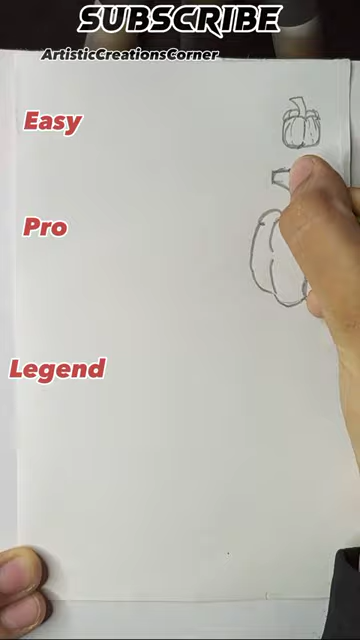 SUBSCRIBE
ArtisticCreationsCorner
Easy
Pro
Legend